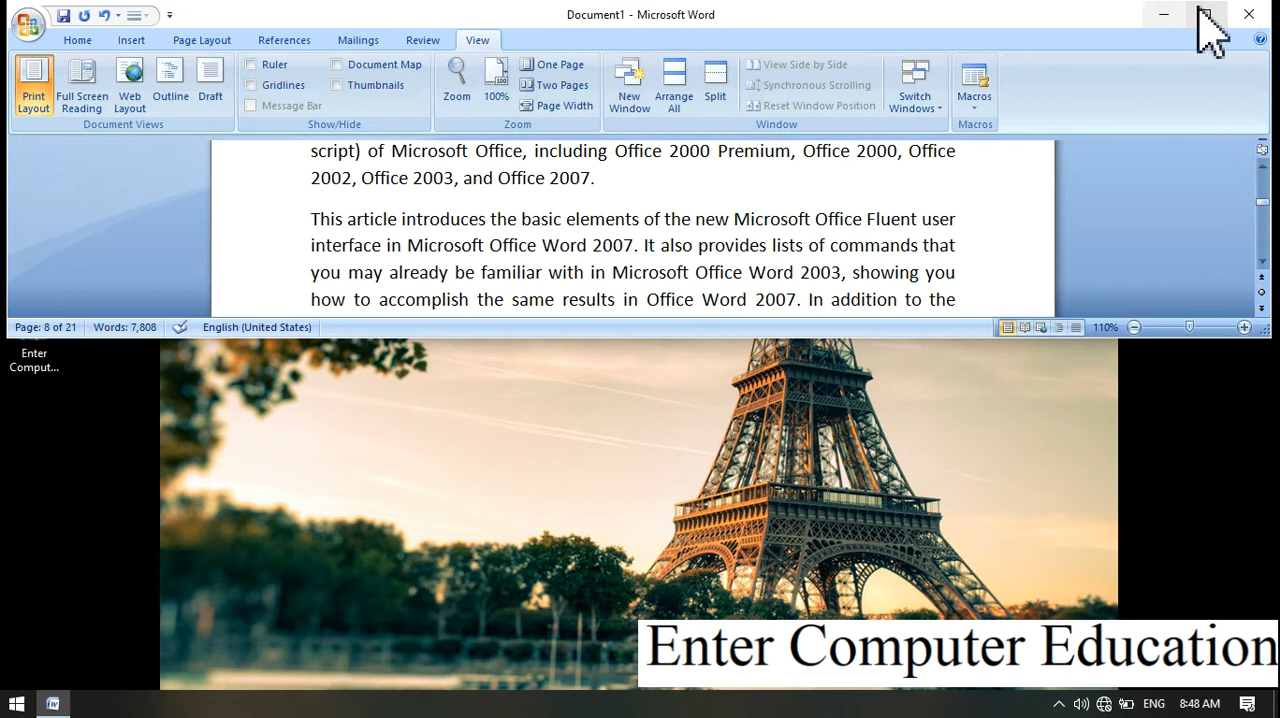 Document1 - Microsoft Word
Home Insert Page Layout References Mailings Review View
Print Layout
Full Screen Reading
Web Layout
Outline
Draft
Document Views
Ruler
Gridlines
Message Bar
Document Map
Thumbnails
Show/Hide
Zoom
100%
One Page
Two Pages
Page Width
Zoom
New Window
Arrange All
Split
View Side by Side
Synchronous Scrolling
Reset Window Position
Switch Windows
Window
Macros
Macros
script) of Microsoft Office, including Office 2000 Premium, Office 2000, Office
2002, Office 2003, and Office 2007.
This article introduces the basic elements of the new Microsoft Office Fluent user
interface in Microsoft Office Word 2007. It also provides lists of commands that
you may already be familiar with in Microsoft Office Word 2003, showing you
how to accomplish the same results in Office Word 2007. In addition to the
Page: 8 of 21 Words: 7,808 English (United States) 110%
Enter
Comput...
Enter Computer Education
ENG 8:48 AM